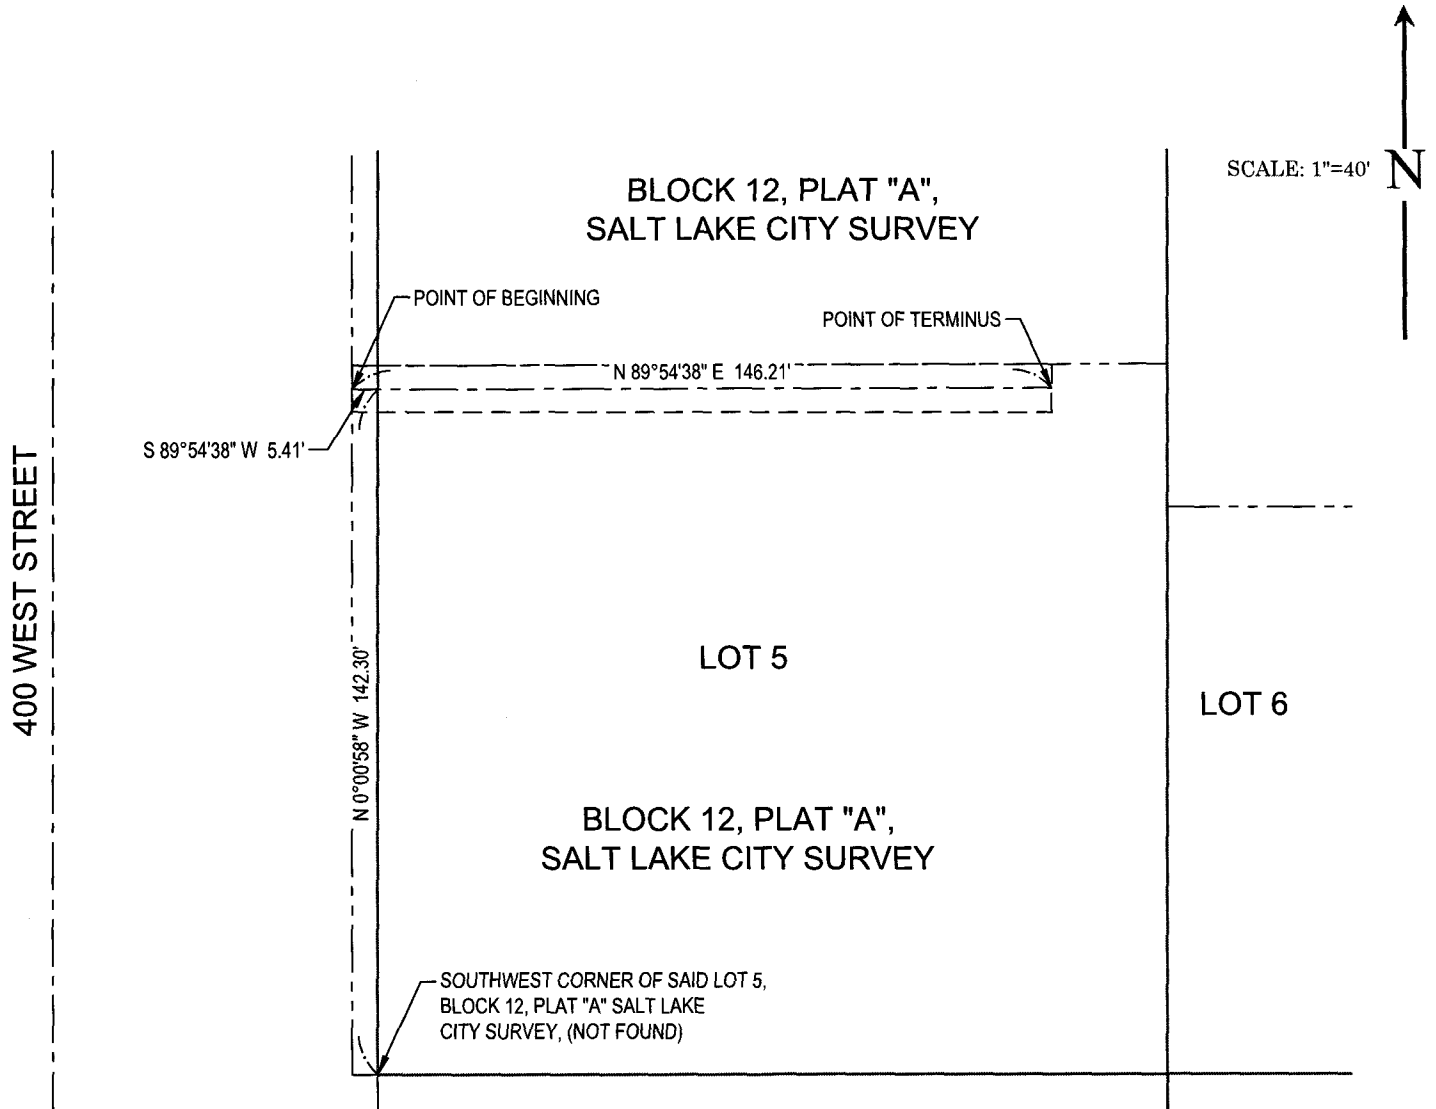 SCALE: 1"=40'
N
BLOCK 12, PLAT "A",
SALT LAKE CITY SURVEY
POINT OF BEGINNING
POINT OF TERMINUS
N 89°54'38" E 146.21'
S 89°54'38" W 5.41'
400 WEST STREET
N 0°00'58" W 142.30'
LOT 5
LOT 6
BLOCK 12, PLAT "A",
SALT LAKE CITY SURVEY
SOUTHWEST CORNER OF SAID LOT 5,
BLOCK 12, PLAT "A" SALT LAKE
CITY SURVEY, (NOT FOUND)